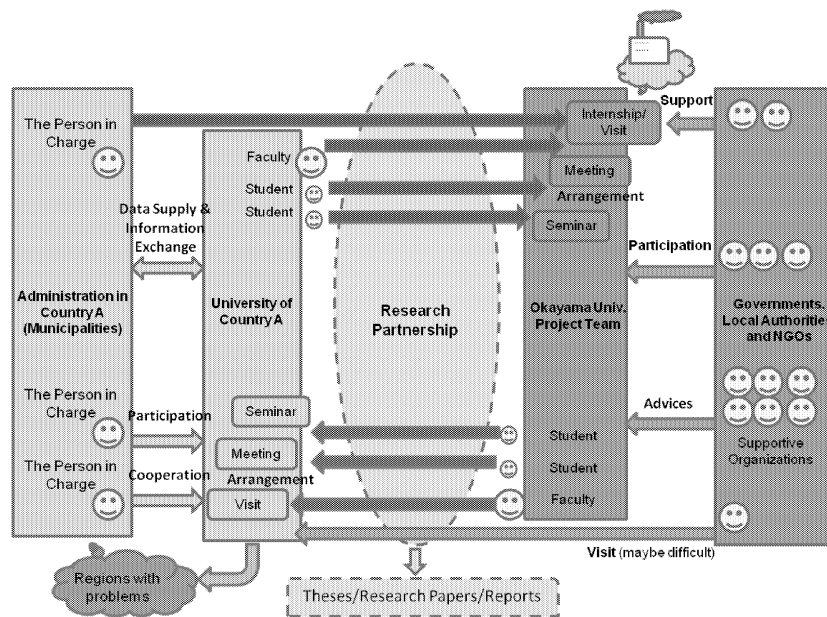 Support
The Person in
Charge
Internship/
Visit
Faculty
Meeting
Student
Arrangement
Student
Seminar
Data Supply &
Information
Exchange
Participation
Administration in
Country A
(Municipalities)
University of
Country A
Research
Partnership
Okayama Univ.
Project Team
Governments,
Local Authorities
and NGOs
The Person in
Charge
Participation
Seminar
Advices
Student
Supportive
Organizations
The Person in
Charge
Cooperation
Meeting
Arrangement
Student
Visit
Faculty
Visit (maybe difficult)
Regions with
problems
Theses/Research Papers/Reports